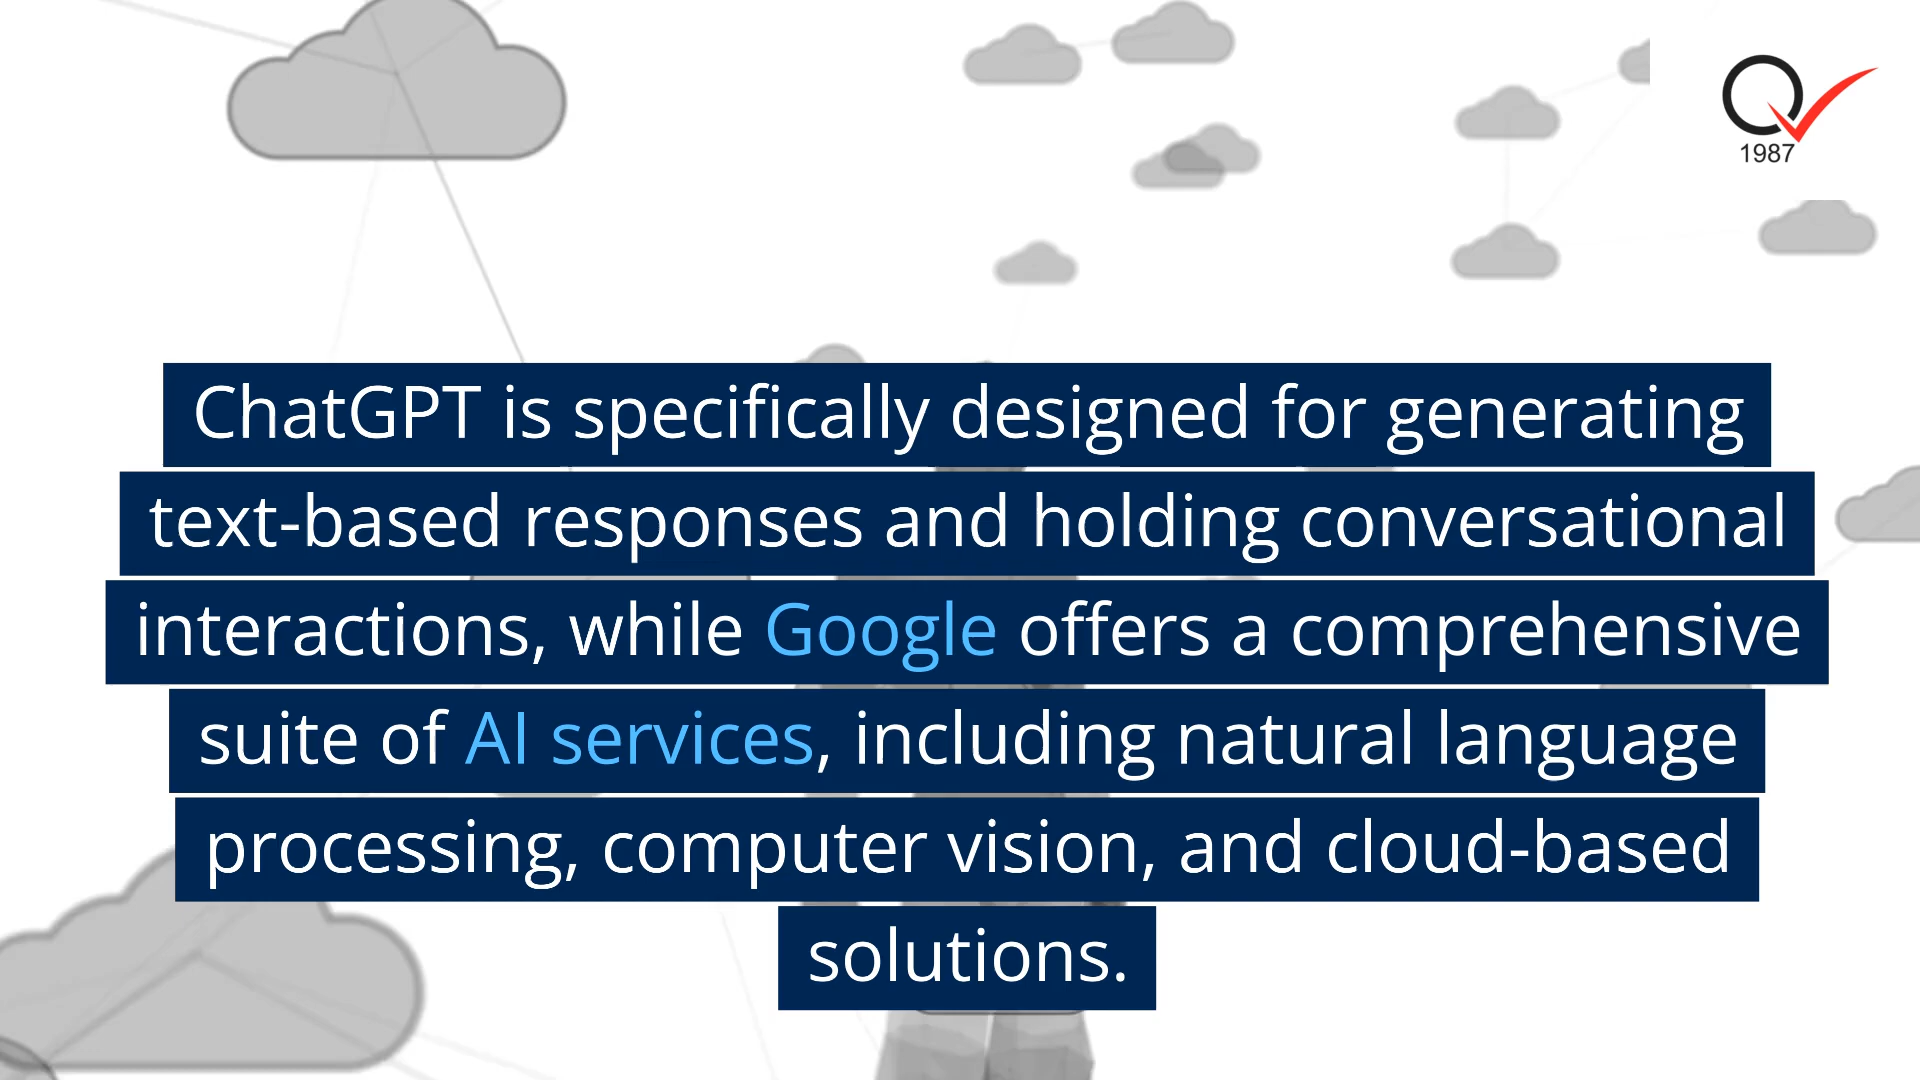 1987
ChatGPT is specifically designed for generating
text-based responses and holding conversational
interactions, while Google offers a comprehensive
suite of AI services, including natural language
processing, computer vision, and cloud-based
solutions.